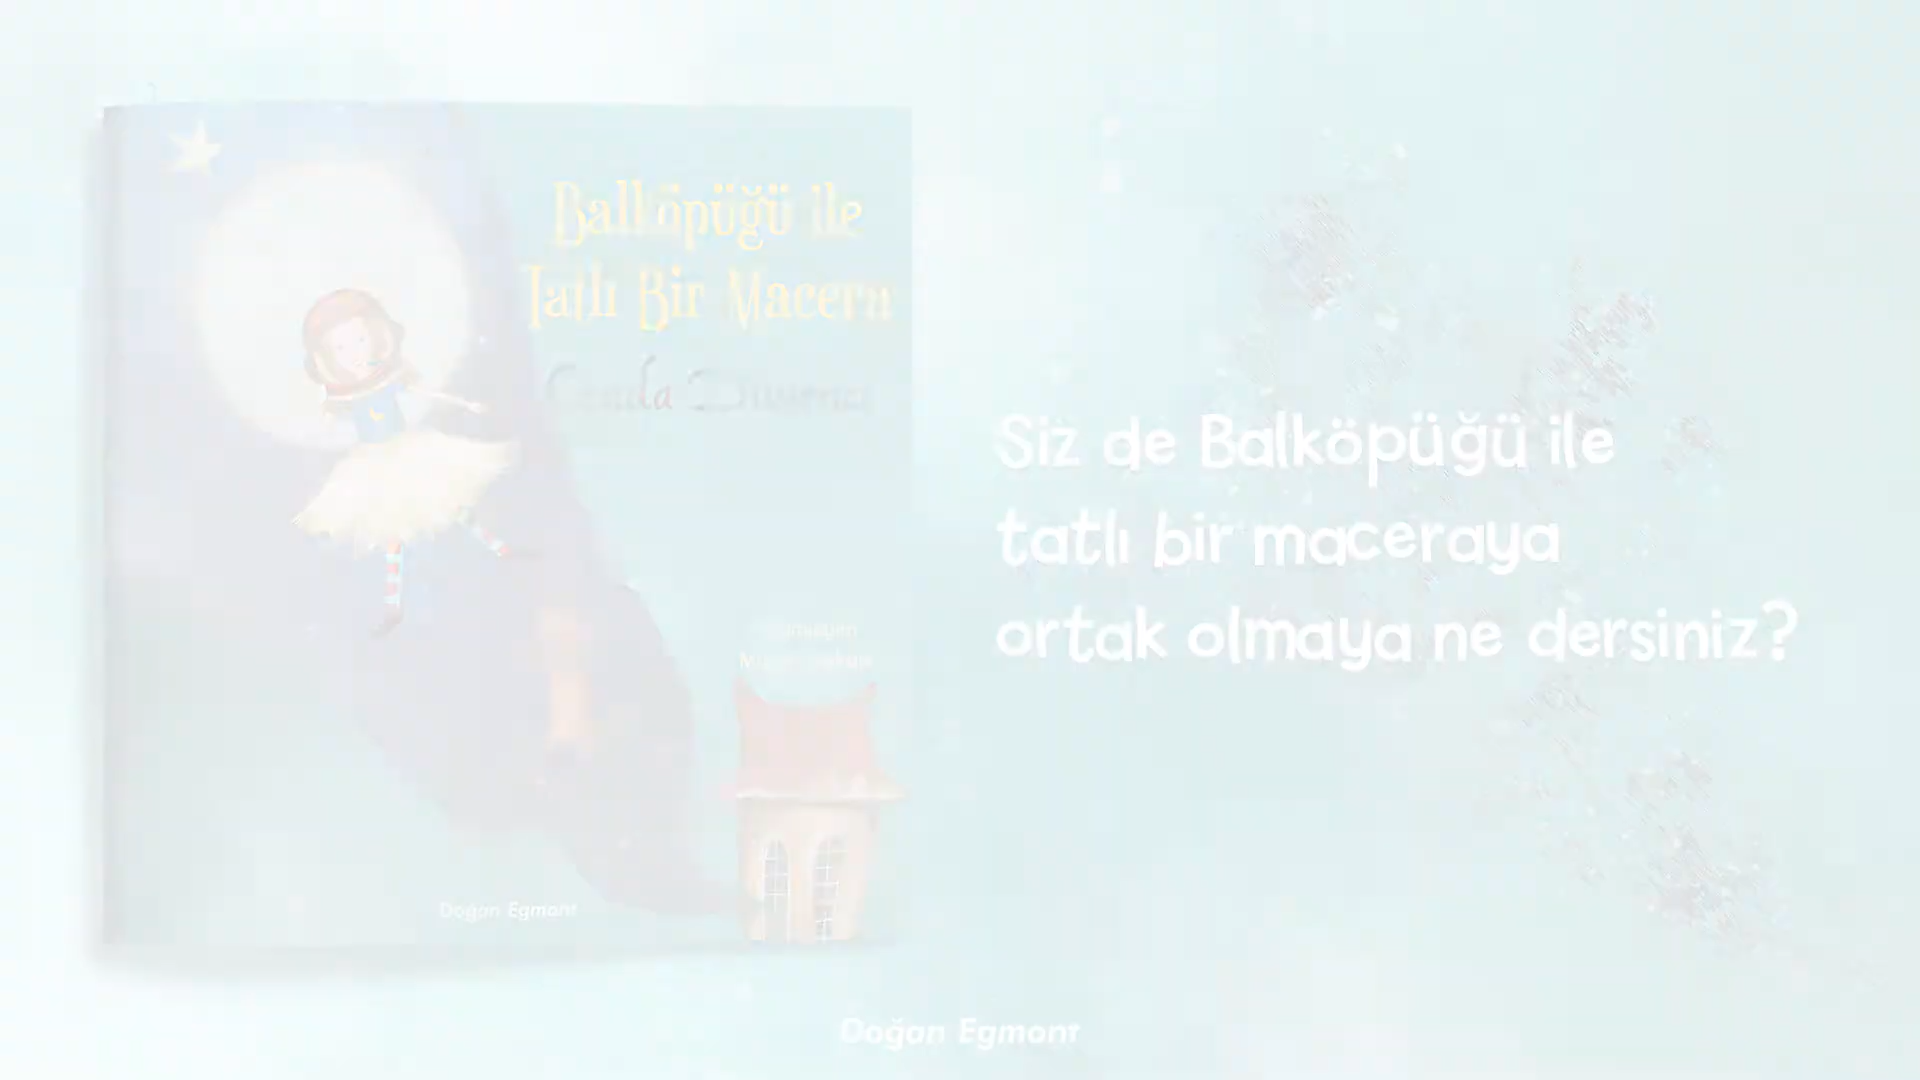 Balköpüğü ile
Tatlı Bir Macera
Siz de Balköpüğü ile
tatlı bir maceraya
ortak olmaya ne dersiniz?
Doğan Egmont
Doğan Egmont